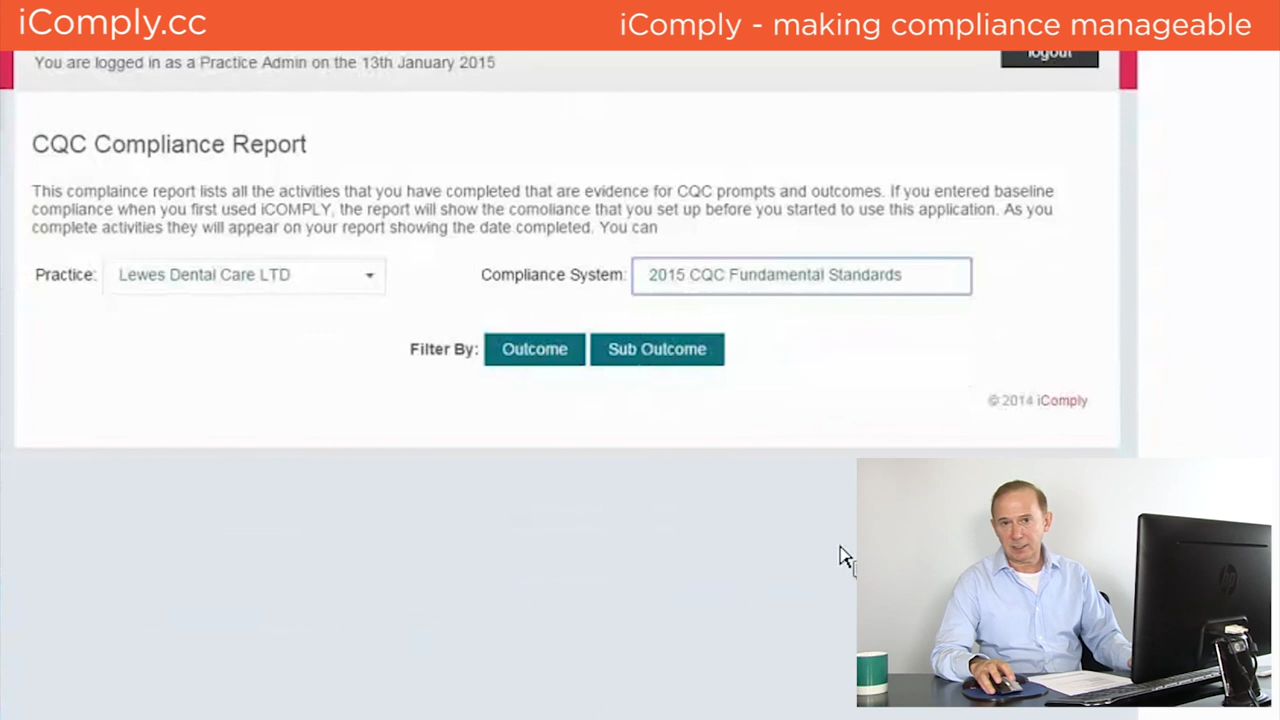 iComply.cc
iComply - making compliance manageable
You are logged in as a Practice Admin on the 13th January 2015
logout
CQC Compliance Report
This complaince report lists all the activities that you have completed that are evidence for CQC prompts and outcomes. If you entered baseline
compliance when you first used iCOMPLY, the report will show the comoliance that you set up before you started to use this application. As you
complete activities they will appear on your report showing the date completed. You can
Practice: Lewes Dental Care LTD
Compliance System: 2015 CQC Fundamental Standards
Filter By: Outcome Sub Outcome
© 2014 iComply
hp